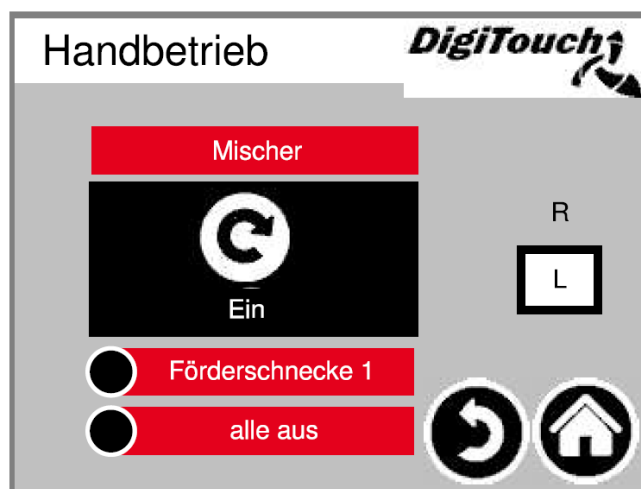 Handbetrieb
DigiTouch
Mischer
Ein
R
L
Förderschnecke 1
alle aus